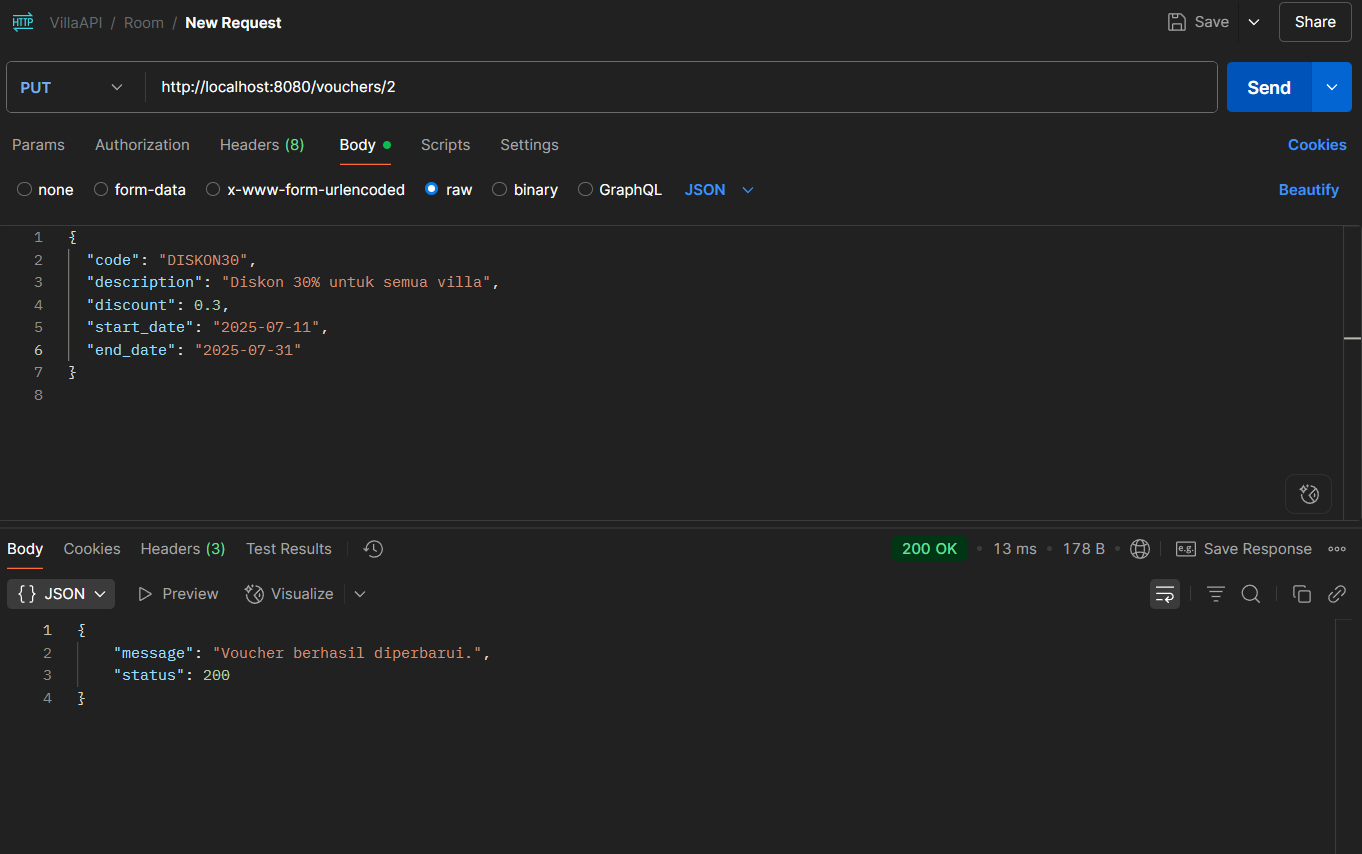 HTTP VillaAPI / Room / New Request Save Share
PUT http://localhost:8080/vouchers/2 Send
Params Authorization Headers (8) Body Scripts Settings Cookies
none form-data x-www-form-urlencoded raw binary GraphQL JSON Beautify
1 {
2 "code": "DISKON30",
3 "description": "Diskon 30% untuk semua villa",
4 "discount": 0.3,
5 "start_date": "2025-07-11",
6 "end_date": "2025-07-31"
7 }
8
Body Cookies Headers (3) Test Results 200 OK • 13 ms • 178 B • e.g. Save Response
{} JSON Preview Visualize
1 {
2 "message": "Voucher berhasil diperbarui.",
3 "status": 200
4 }